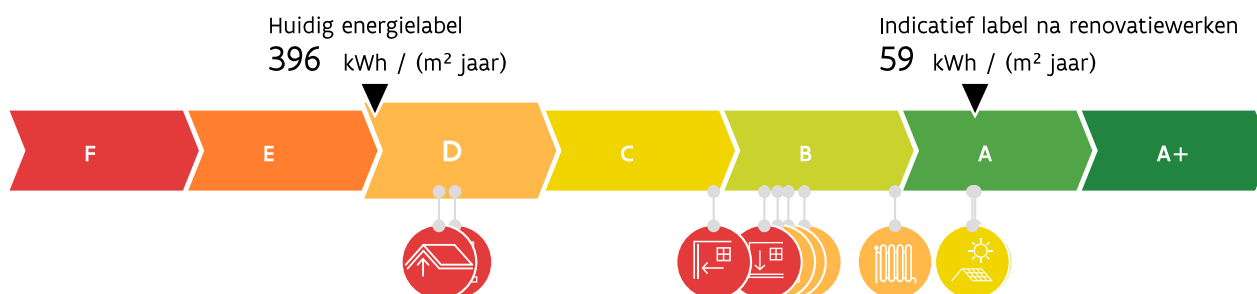 Huidig energielabel
396 kWh / (m² jaar)
Indicatief label na renovatiewerken
59 kWh / (m² jaar)
F E D C B A A+